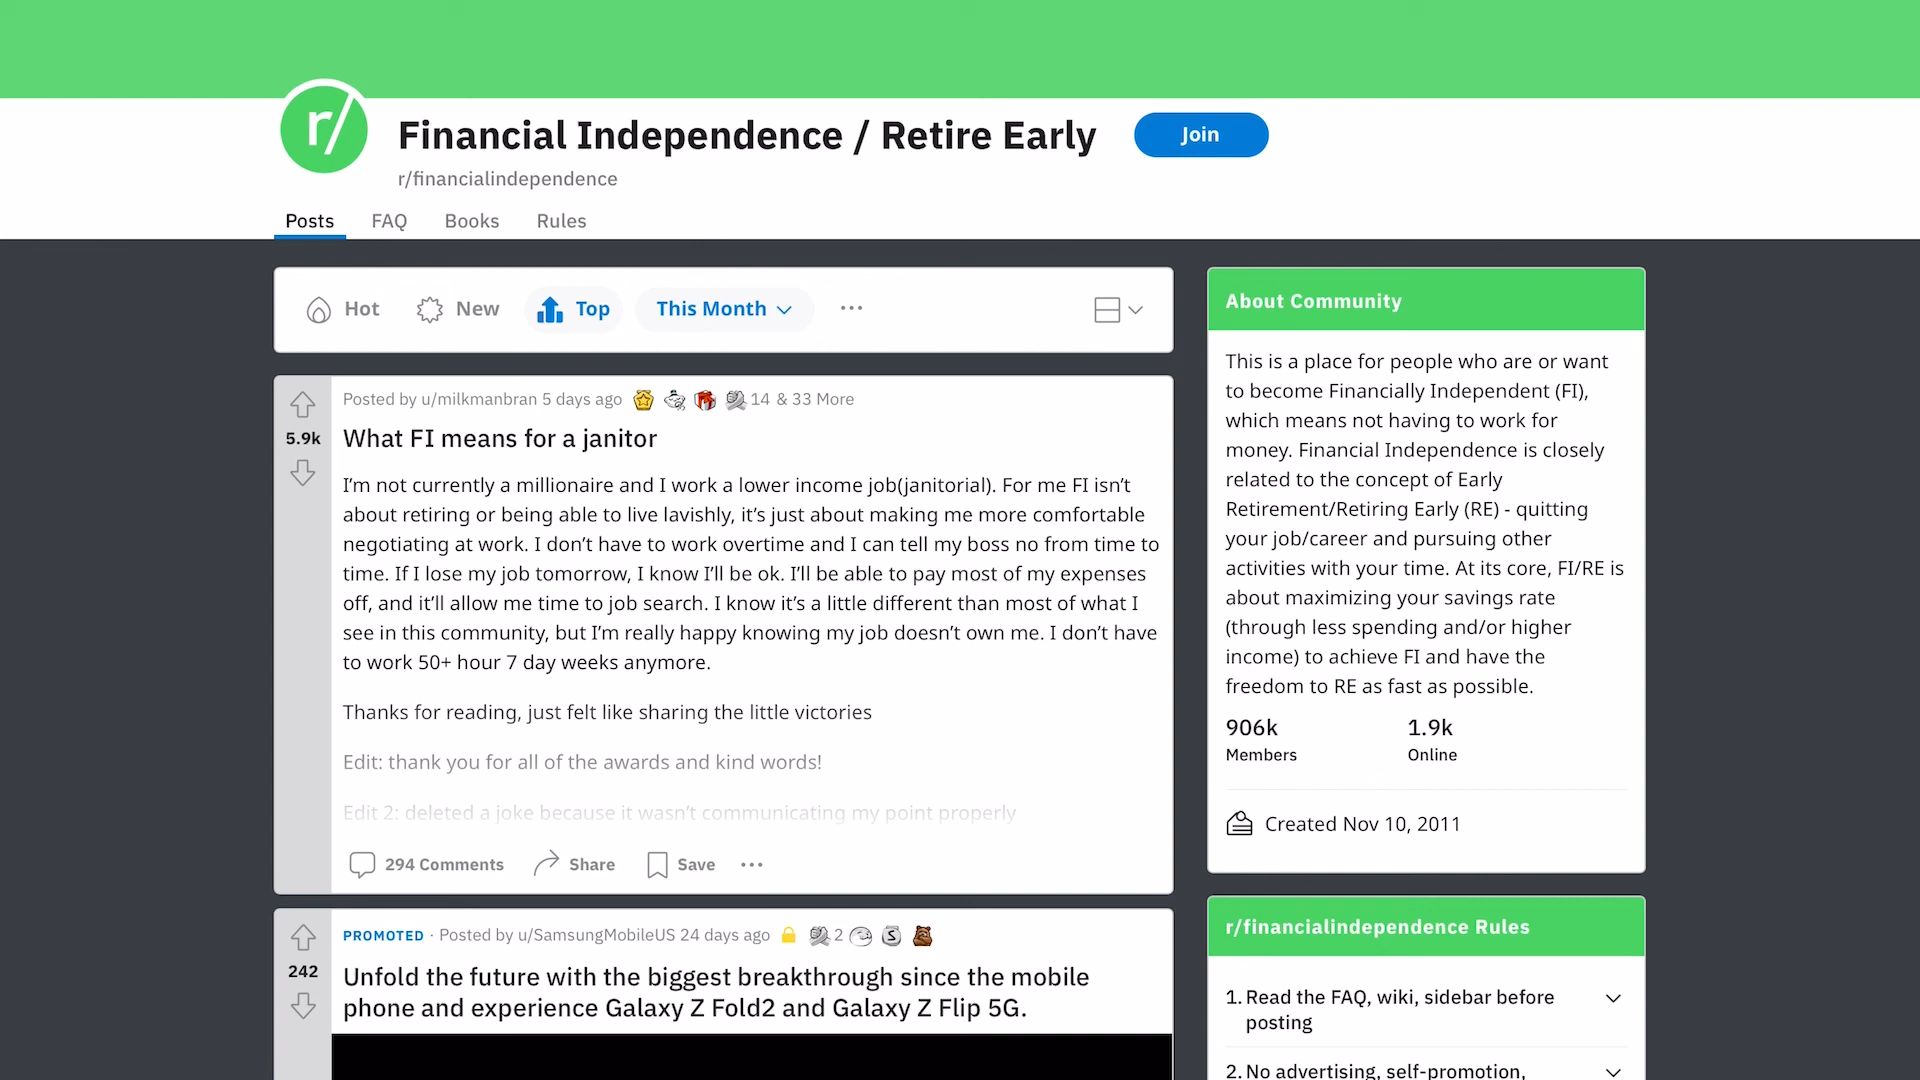 r/
Financial Independence / Retire Early
Join
r/financialindependence
Posts FAQ Books Rules
Hot New Top This Month
Posted by u/milkmanbran 5 days ago 14 & 33 More
5.9k
What FI means for a janitor
I’m not currently a millionaire and I work a lower income job(janitorial). For me FI isn’t
about retiring or being able to live lavishly, it’s just about making me more comfortable
negotiating at work. I don’t have to work overtime and I can tell my boss no from time to
time. If I lose my job tomorrow, I know I’ll be ok. I’ll be able to pay most of my expenses
off, and it’ll allow me time to job search. I know it’s a little different than most of what I
see in this community, but I’m really happy knowing my job doesn’t own me. I don’t have
to work 50+ hour 7 day weeks anymore.
Thanks for reading, just felt like sharing the little victories
Edit: thank you for all of the awards and kind words!
Edit 2: deleted a joke because it wasn’t communicating my point properly
294 Comments Share Save
PROMOTED · Posted by u/SamsungMobileUS 24 days ago 2 S
242
Unfold the future with the biggest breakthrough since the mobile
phone and experience Galaxy Z Fold2 and Galaxy Z Flip 5G.
About Community
This is a place for people who are or want
to become Financially Independent (FI),
which means not having to work for
money. Financial Independence is closely
related to the concept of Early
Retirement/Retiring Early (RE) - quitting
your job/career and pursuing other
activities with your time. At its core, FI/RE is
about maximizing your savings rate
(through less spending and/or higher
income) to achieve FI and have the
freedom to RE as fast as possible.
906k 1.9k
Members Online
Created Nov 10, 2011
r/financialindependence Rules
1. Read the FAQ, wiki, sidebar before
posting
2. No advertising, self-promotion,